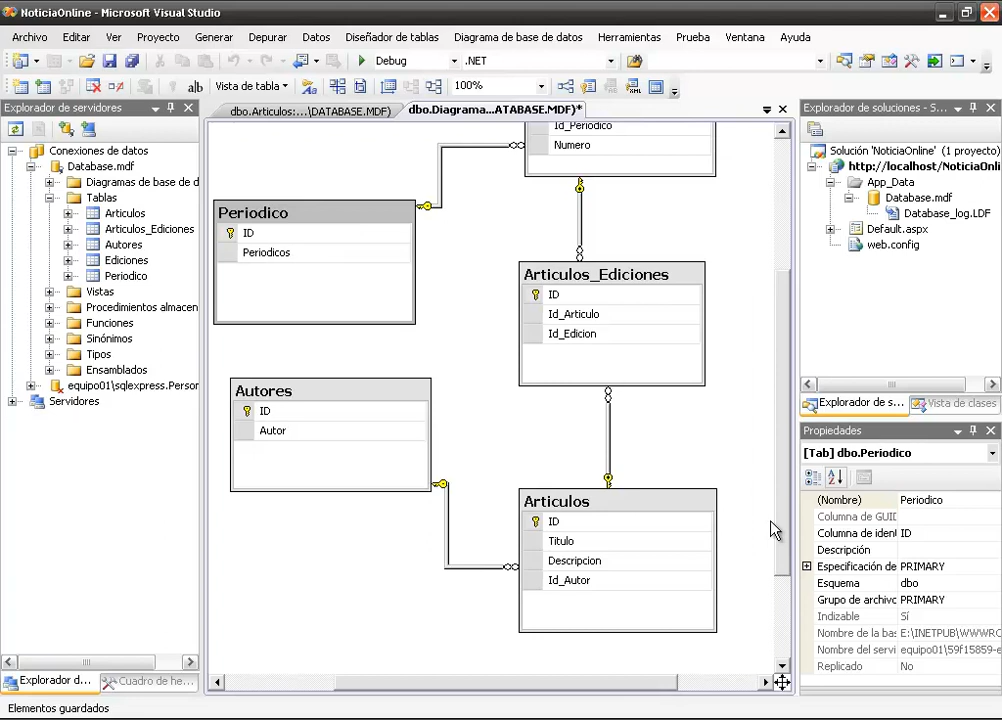 NoticiaOnline - Microsoft Visual Studio
Archivo Editar Ver Proyecto Generar Depurar Datos Diseñador de tablas Diagrama de base de datos Herramientas Prueba Ventana Ayuda
Debug .NET
ab| Vista de tabla 100%
Explorador de servidores
Conexiones de datos
Database.mdf
Diagramas de base de d
Tablas
Articulos
Articulos_Ediciones
Autores
Ediciones
Periodico
Vistas
Procedimientos almacen
Funciones
Sinónimos
Tipos
Ensamblados
equipo01\sqlexpress.Person
Servidores
Explorador d... Cuadro de he...
dbo.Articulos:...\DATABASE.MDF) dbo.Diagrama...ATABASE.MDF)*
Id_Periodico
Numero
Periodico
ID
Periodicos
Articulos_Ediciones
ID
Id_Articulo
Id_Edicion
Autores
ID
Autor
Articulos
ID
Titulo
Descripcion
Id_Autor
Explorador de soluciones - S...
Solución 'NoticiaOnline' (1 proyecto)
http://localhost/NoticiaOnli
App_Data
Database.mdf
Database_log.LDF
Default.aspx
web.config
Explorador de s... Vista de clases
Propiedades
[Tab] dbo.Periodico
(Nombre) Periodico
Columna de GUID
Columna de ident ID
Descripción
Especificación de PRIMARY
Esquema dbo
Grupo de archivo PRIMARY
Indizable Sí
Nombre de la bas E:\INETPUB\WWWRO
Nombre del servi equipo01\59f15859-e
Replicado No
Elementos guardados